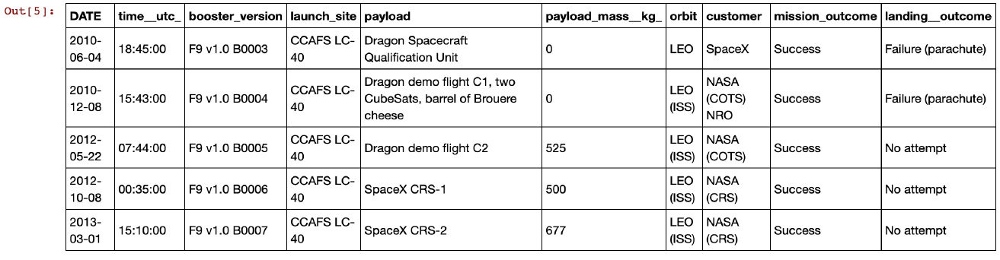 Out[5]:
DATE time__utc_ booster_version launch_site payload payload_mass__kg_ orbit customer mission_outcome landing__outcome
2010-
06-04
18:45:00
F9 v1.0 B0003
CCAFS LC-
40
Dragon Spacecraft
Qualification Unit
0
LEO
SpaceX
Success
Failure (parachute)
2010-
12-08
15:43:00
F9 v1.0 B0004
CCAFS LC-
40
Dragon demo flight C1, two
CubeSats, barrel of Brouere
cheese
0
LEO
(ISS)
NASA
(COTS)
NRO
Success
Failure (parachute)
2012-
05-22
07:44:00
F9 v1.0 B0005
CCAFS LC-
40
Dragon demo flight C2
525
LEO
(ISS)
NASA
(COTS)
Success
No attempt
2012-
10-08
00:35:00
F9 v1.0 B0006
CCAFS LC-
40
SpaceX CRS-1
500
LEO
(ISS)
NASA
(CRS)
Success
No attempt
2013-
03-01
15:10:00
F9 v1.0 B0007
CCAFS LC-
40
SpaceX CRS-2
677
LEO
(ISS)
NASA
(CRS)
Success
No attempt